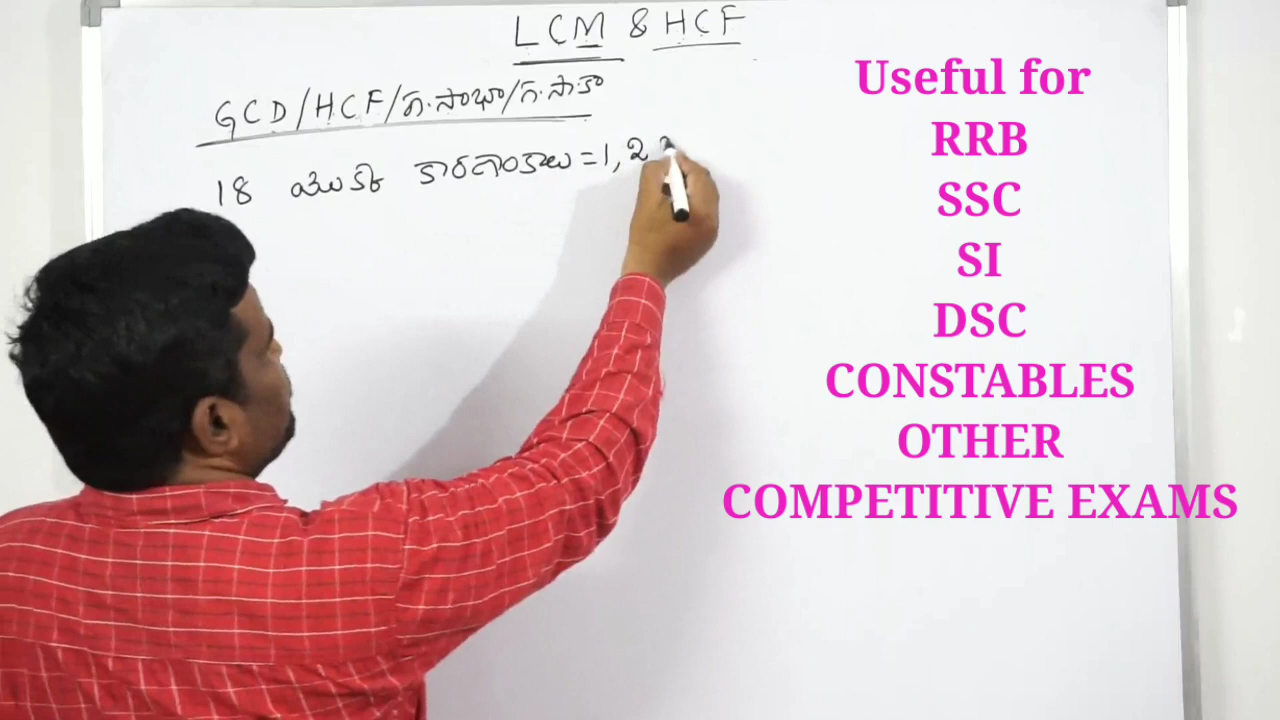 LCM & HCF
GCD/HCF/గ.సాభా/గ.సాకా
18 యొక్క కారణాంకాలు = 1, 2
Useful for
RRB
SSC
SI
DSC
CONSTABLES
OTHER
COMPETITIVE EXAMS